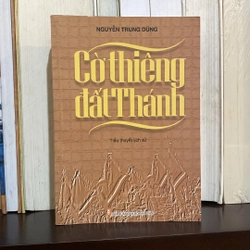 NGUYỄN TRUNG DŨNG
Cờ thiêng
đất Thánh
Tiểu thuyết lịch sử